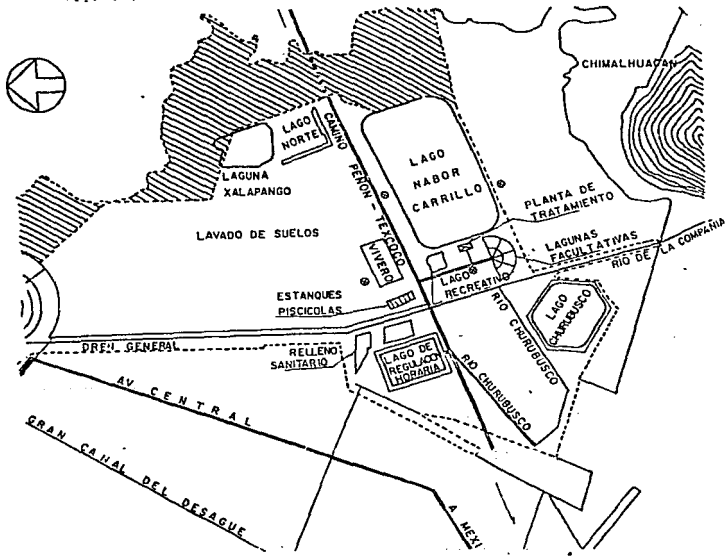 CHIMALHUACAN
LAGO
NORTE
CAMINO PEÑON - TEXCOCO
LAGO
NABOR
CARRILLO
LAGUNA
XALAPANGO
PLANTA DE
TRATAMIENTO
LAVADO DE SUELOS
LAGUNAS
FACULTATIVAS
RIO DE LA COMPAÑIA
VIVERO
LAGO
RECREATIVO
ESTANQUES
PISCICOLAS
RIO CHURUBUSCO
LAGO
CHURUBUSCO
DREN GENERAL
RELLENO
SANITARIO
LAGO DE
REGULACION
HORARIA
RIO CHURUBUSCO
AV CENTRAL
GRAN CANAL DEL DESAGUE
A MEXI